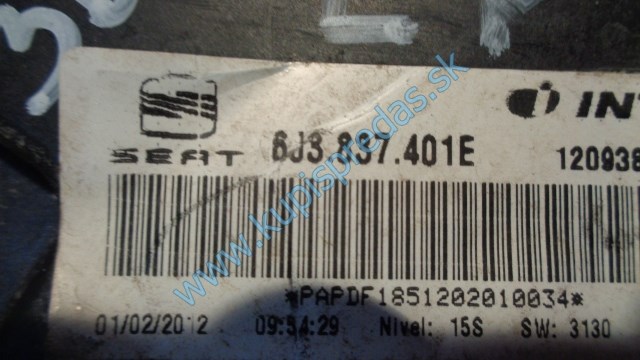 SEAT 6J3.837.401E
INT
120938
*PAPDF1851202010034*
01/02/2012 09:54:29 Nivel: 15S SW: 3130
www.kupispredas.sk